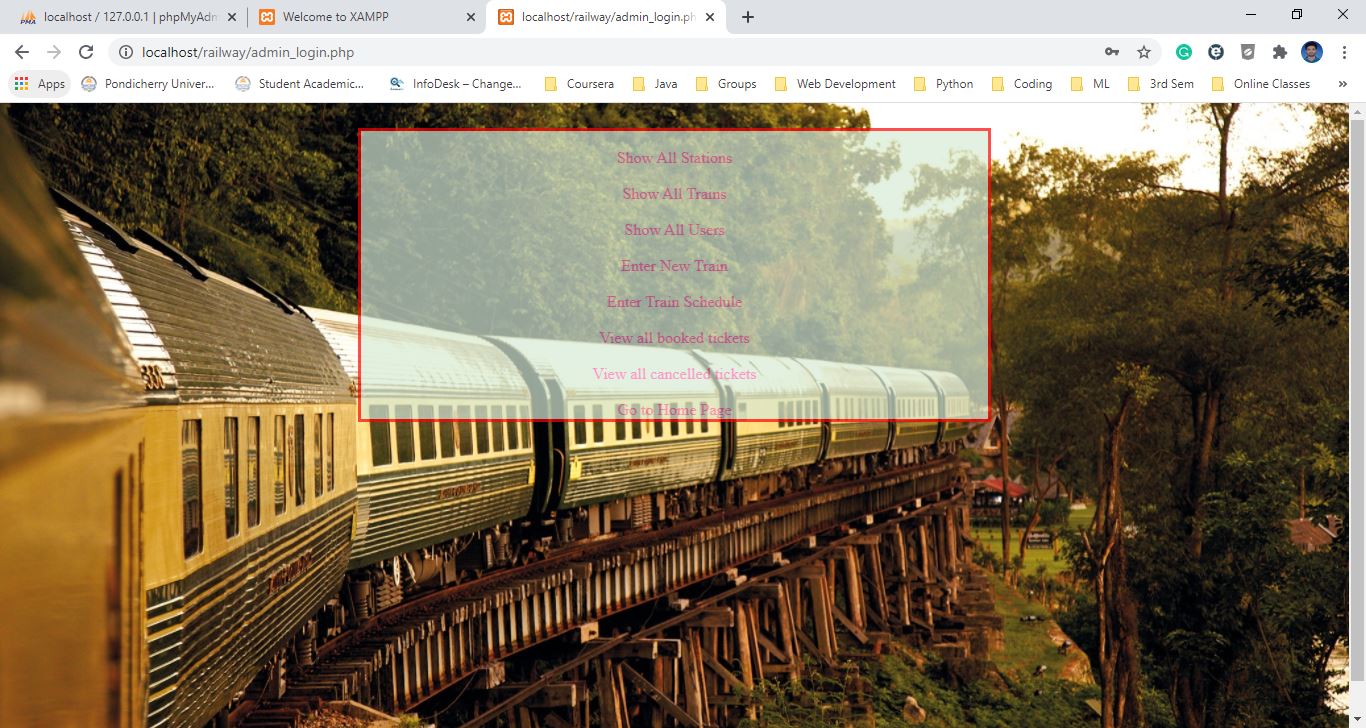 localhost / 127.0.0.1 | phpMyAdm
Welcome to XAMPP
localhost/railway/admin_login.ph
localhost/railway/admin_login.php
Apps
Pondicherry Univer...
Student Academic...
InfoDesk – Change...
Coursera
Java
Groups
Web Development
Python
Coding
ML
3rd Sem
Online Classes
»
Show All Stations
Show All Trains
Show All Users
Enter New Train
Enter Train Schedule
View all booked tickets
View all cancelled tickets
Go to Home Page